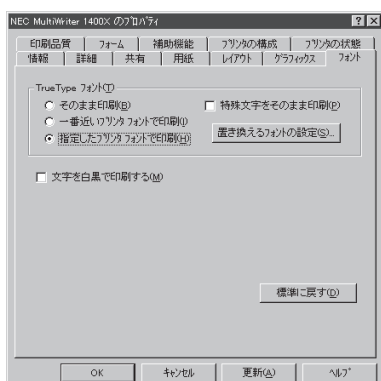 NEC MultiWriter 1400X のﾌﾟﾛﾊﾟﾃｨ
印刷品質 ﾌｫｰﾑ 補助機能 ﾌﾟﾘﾝﾀの構成 ﾌﾟﾘﾝﾀの状態
情報 詳細 共有 用紙 ﾚｲｱｳﾄ ｸﾞﾗﾌｨｯｸｽ ﾌｫﾝﾄ
TrueType ﾌｫﾝﾄ(T)
そのまま印刷(B) 特殊文字をそのまま印刷(P)
一番近いﾌﾟﾘﾝﾀ ﾌｫﾝﾄで印刷(I)
指定したﾌﾟﾘﾝﾀ ﾌｫﾝﾄで印刷(H) 置き換えるﾌｫﾝﾄの設定(S)...
文字を白黒で印刷する(M)
標準に戻す(D)
OK ｷｬﾝｾﾙ 更新(A) ﾍﾙﾌﾟ